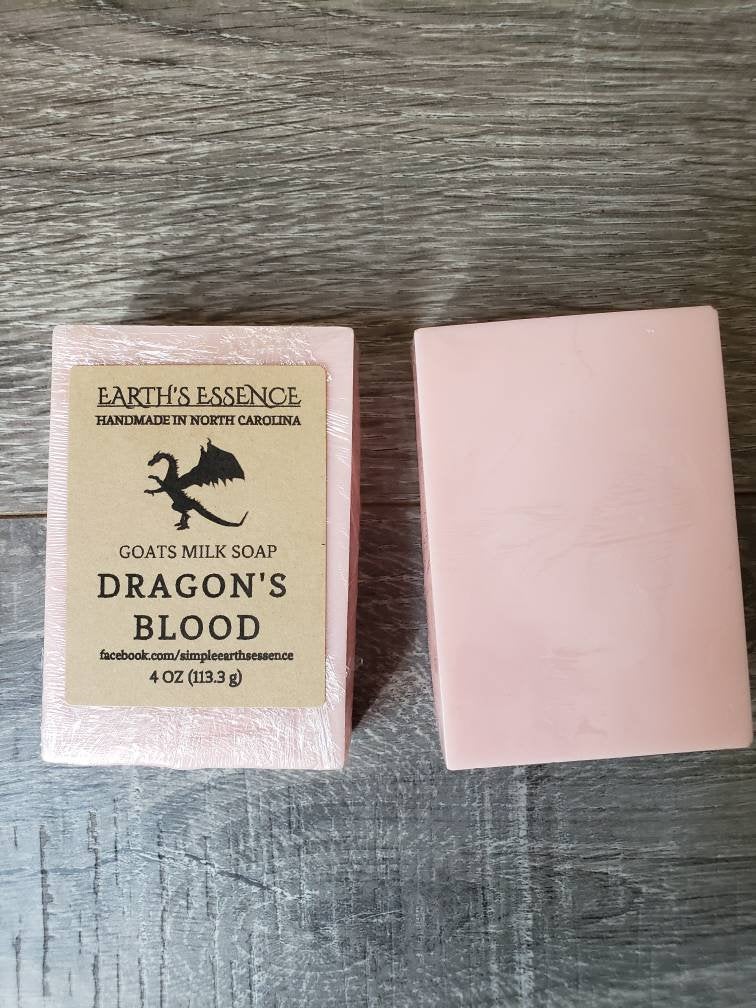 EARTH'S ESSENCE
HANDMADE IN NORTH CAROLINA
GOATS MILK SOAP
DRAGON'S
BLOOD
facebook.com/simpleearthsessence
4 OZ (113.3 g)